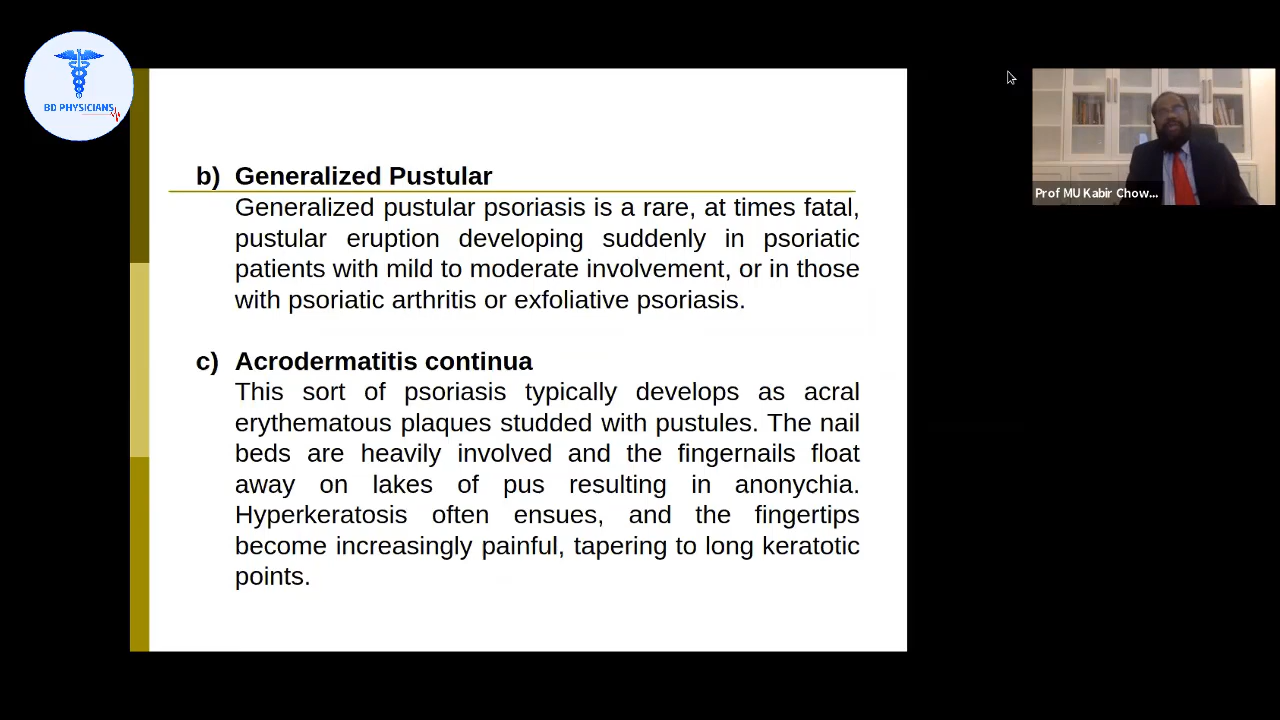 BD PHYSICIANS
b) Generalized Pustular
Generalized pustular psoriasis is a rare, at times fatal,
pustular eruption developing suddenly in psoriatic
patients with mild to moderate involvement, or in those
with psoriatic arthritis or exfoliative psoriasis.
c) Acrodermatitis continua
This sort of psoriasis typically develops as acral
erythematous plaques studded with pustules. The nail
beds are heavily involved and the fingernails float
away on lakes of pus resulting in anonychia.
Hyperkeratosis often ensues, and the fingertips
become increasingly painful, tapering to long keratotic
points.
Prof MU Kabir Chow...